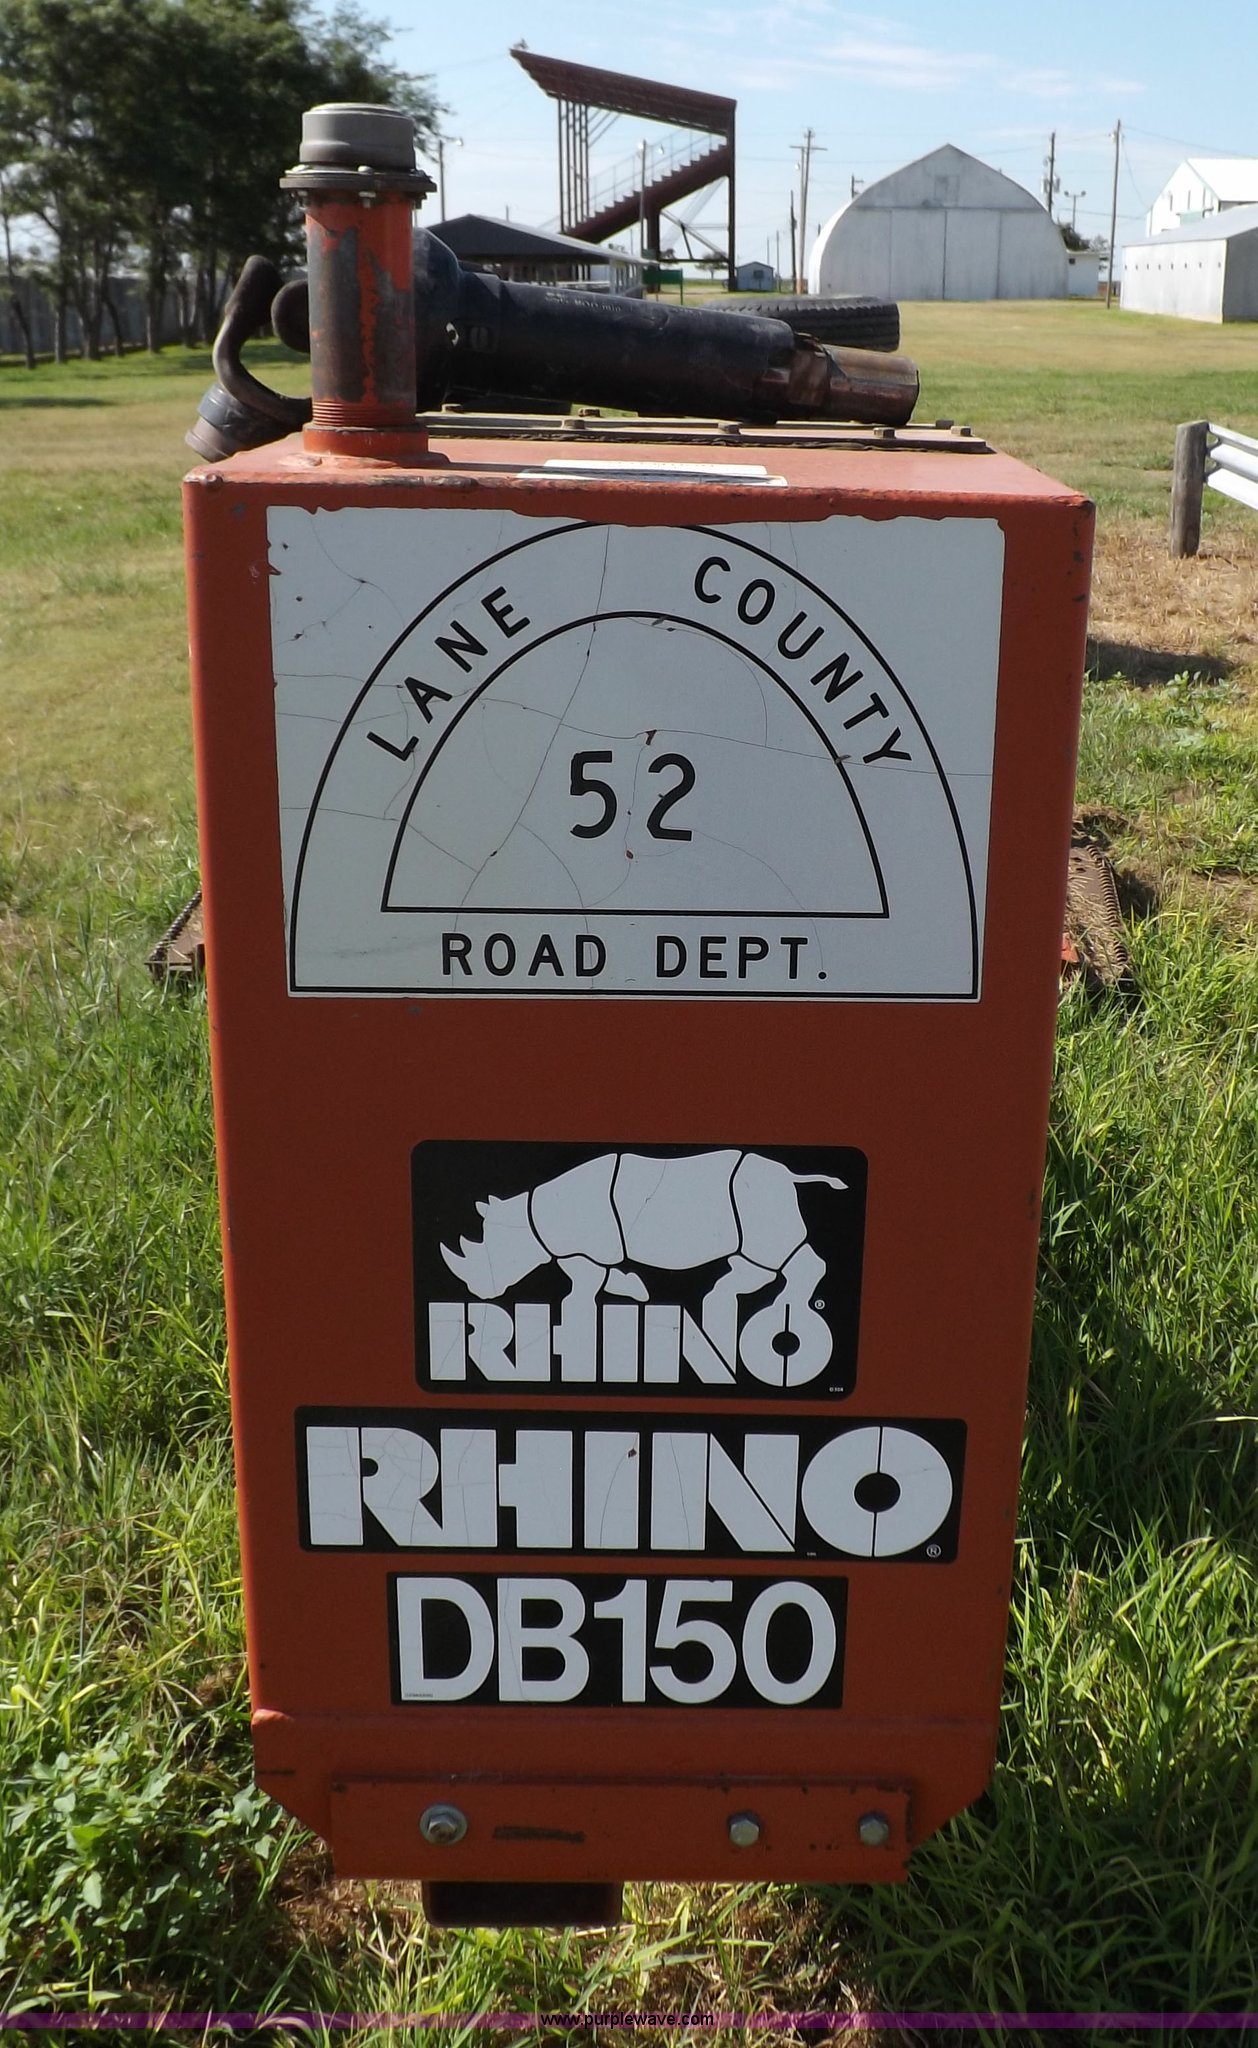 LANE COUNTY
52
ROAD DEPT.
RHINO ®
RHINO ®
DB150
www.purplewave.com